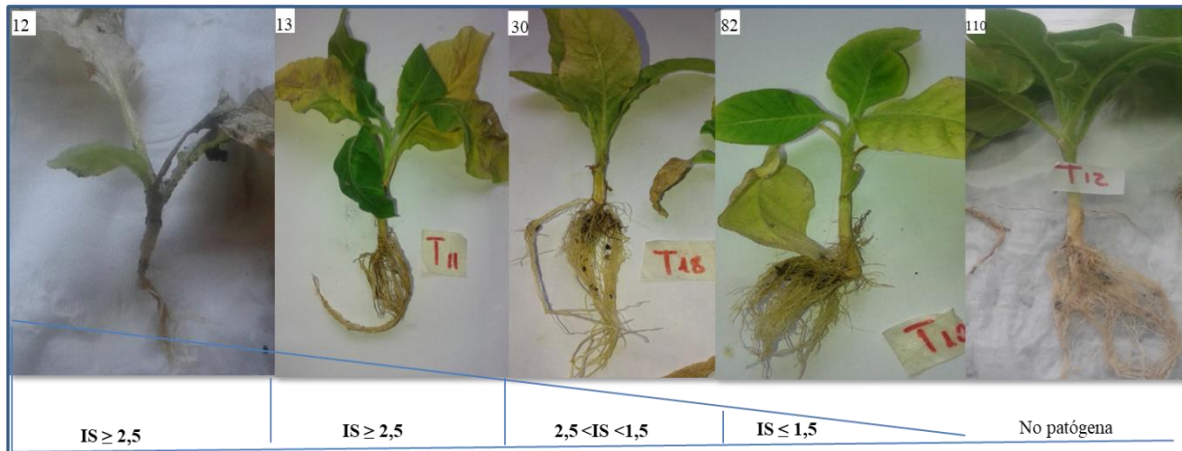 12
13
30
82
110
T11
T18
T10
T12
IS ≥ 2,5
IS ≥ 2,5
2,5 <IS <1,5
IS ≤ 1,5
No patógena